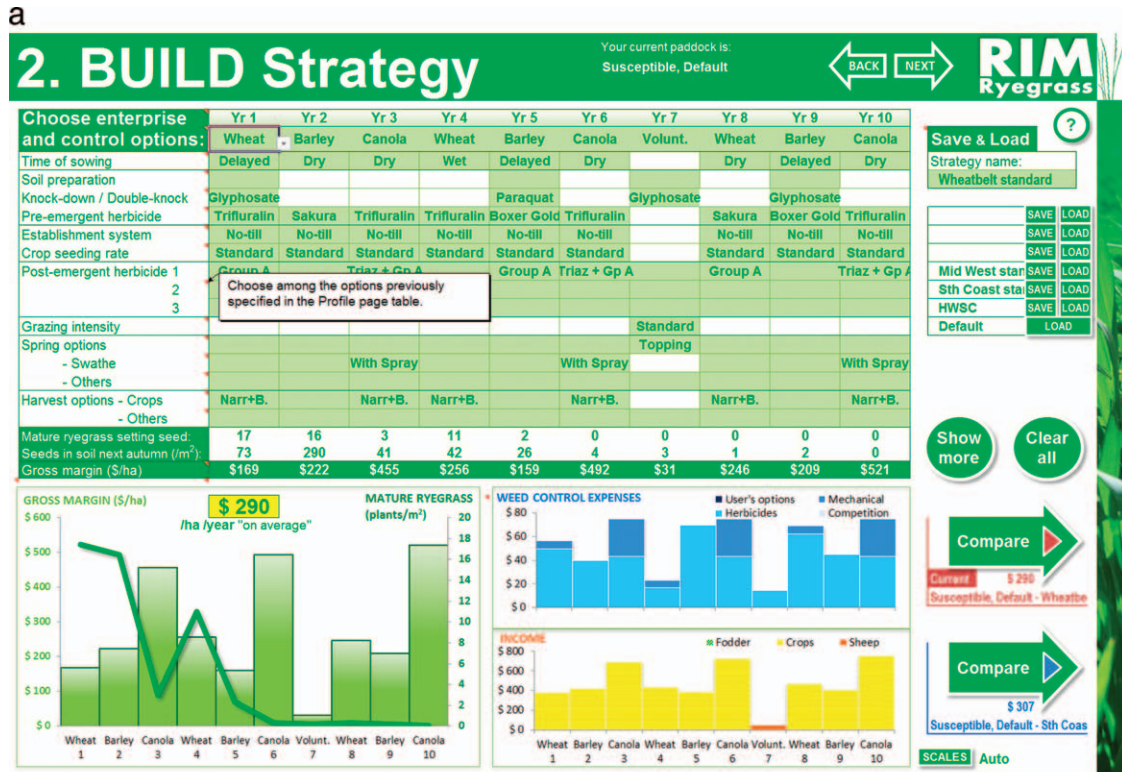 a
2. BUILD Strategy
Your current paddock is:
Susceptible, Default
BACK NEXT
RIM
Ryegrass
Choose enterprise and control options:
Yr 1 Yr 2 Yr 3 Yr 4 Yr 5 Yr 6 Yr 7 Yr 8 Yr 9 Yr 10
Wheat Barley Canola Wheat Barley Canola Volunt. Wheat Barley Canola
Time of sowing Delayed Dry Dry Wet Delayed Dry Dry Delayed Dry
Soil preparation
Knock-down / Double-knock Glyphosate Paraquat Glyphosate Glyphosate
Pre-emergent herbicide Trifluralin Sakura Trifluralin Trifluralin Boxer Gold Trifluralin Sakura Boxer Gold Trifluralin
Establishment system No-till No-till No-till No-till No-till No-till No-till No-till No-till
Crop seeding rate Standard Standard Standard Standard Standard Standard Standard Standard Standard
Post-emergent herbicide 1 Group A Triaz + Gp A Group A Triaz + Gp A Group A Triaz + Gp A
2
3
Choose among the options previously
specified in the Profile page table.
Grazing intensity Standard
Spring options Topping
- Swathe With Spray With Spray With Spray
- Others
Harvest options - Crops Narr+B. Narr+B. Narr+B. Narr+B. Narr+B. Narr+B.
- Others
Mature ryegrass setting seed: 17 16 3 11 2 0 0 0 0 0
Seeds in soil next autumn (/m²): 73 290 41 42 26 4 3 1 2 0
Gross margin ($/ha) $169 $222 $455 $256 $159 $492 $31 $246 $209 $521
?
Save & Load
Strategy name:
Wheatbelt standard
SAVE LOAD
SAVE LOAD
SAVE LOAD
Mid West stan SAVE LOAD
Sth Coast sta SAVE LOAD
HWSC SAVE LOAD
Default LOAD
Show more
Clear all
Compare
Current $ 290
Susceptible, Default - Wheatbe
Compare
$ 307
Susceptible, Default - Sth Coas
SCALES Auto
GROSS MARGIN ($/ha)
$ 290
/ha /year "on average"
MATURE RYEGRASS
(plants/m²)
$ 600
$ 500
$ 400
$ 300
$ 200
$ 100
$ 0
20
18
16
14
12
10
8
6
4
2
0
Wheat Barley Canola Wheat Barley Canola Volunt. Wheat Barley Canola
1 2 3 4 5 6 7 8 9 10
WEED CONTROL EXPENSES
User's options Mechanical
Herbicides Competition
$ 80
$ 60
$ 40
$ 20
$ 0
INCOME
Fodder Crops Sheep
$ 800
$ 600
$ 400
$ 200
$ 0
Wheat Barley Canola Wheat Barley Canola Volunt. Wheat Barley Canola
1 2 3 4 5 6 7 8 9 10